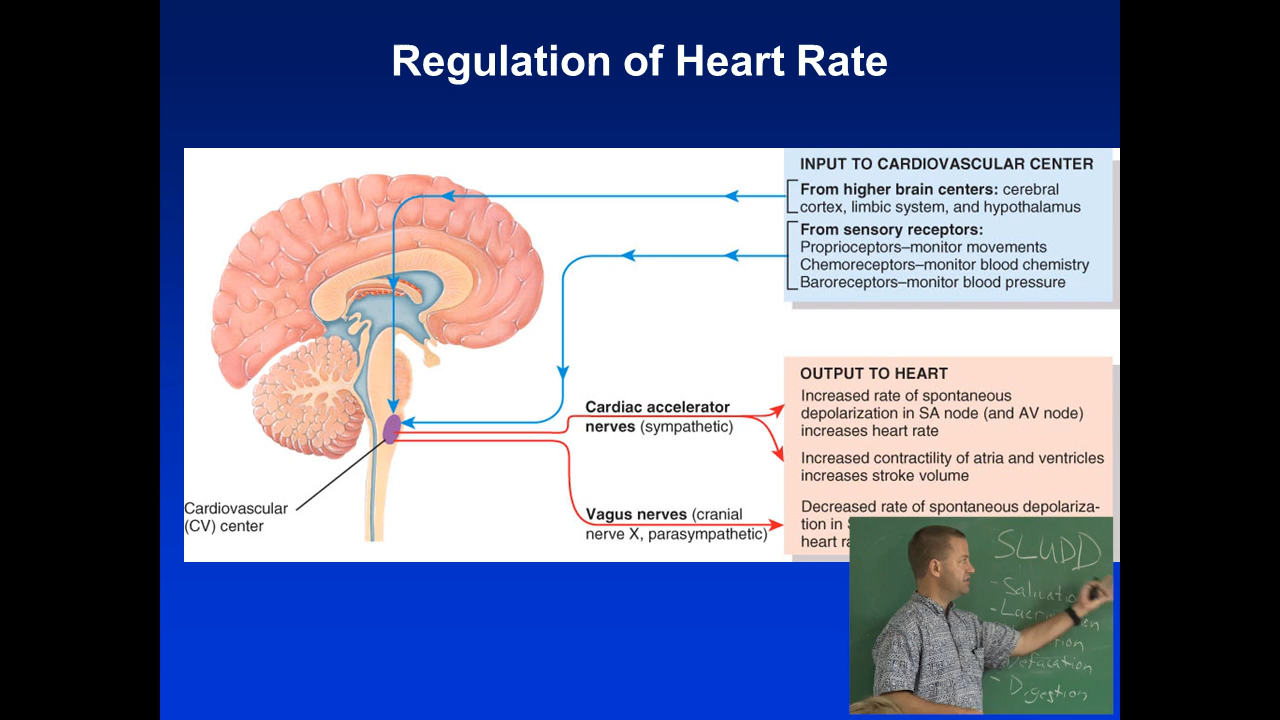 Regulation of Heart Rate
INPUT TO CARDIOVASCULAR CENTER
From higher brain centers: cerebral
cortex, limbic system, and hypothalamus
From sensory receptors:
Proprioceptors–monitor movements
Chemoreceptors–monitor blood chemistry
Baroreceptors–monitor blood pressure
OUTPUT TO HEART
Increased rate of spontaneous
depolarization in SA node (and AV node)
increases heart rate
Increased contractility of atria and ventricles
increases stroke volume
Decreased rate of spontaneous depolariza-
tion in
heart
Cardiac accelerator
nerves (sympathetic)
Vagus nerves (cranial
nerve X, parasympathetic)
Cardiovascular
(CV) center
SLUDD
- Salivatio
- Lacr
Defacation
- Digestion